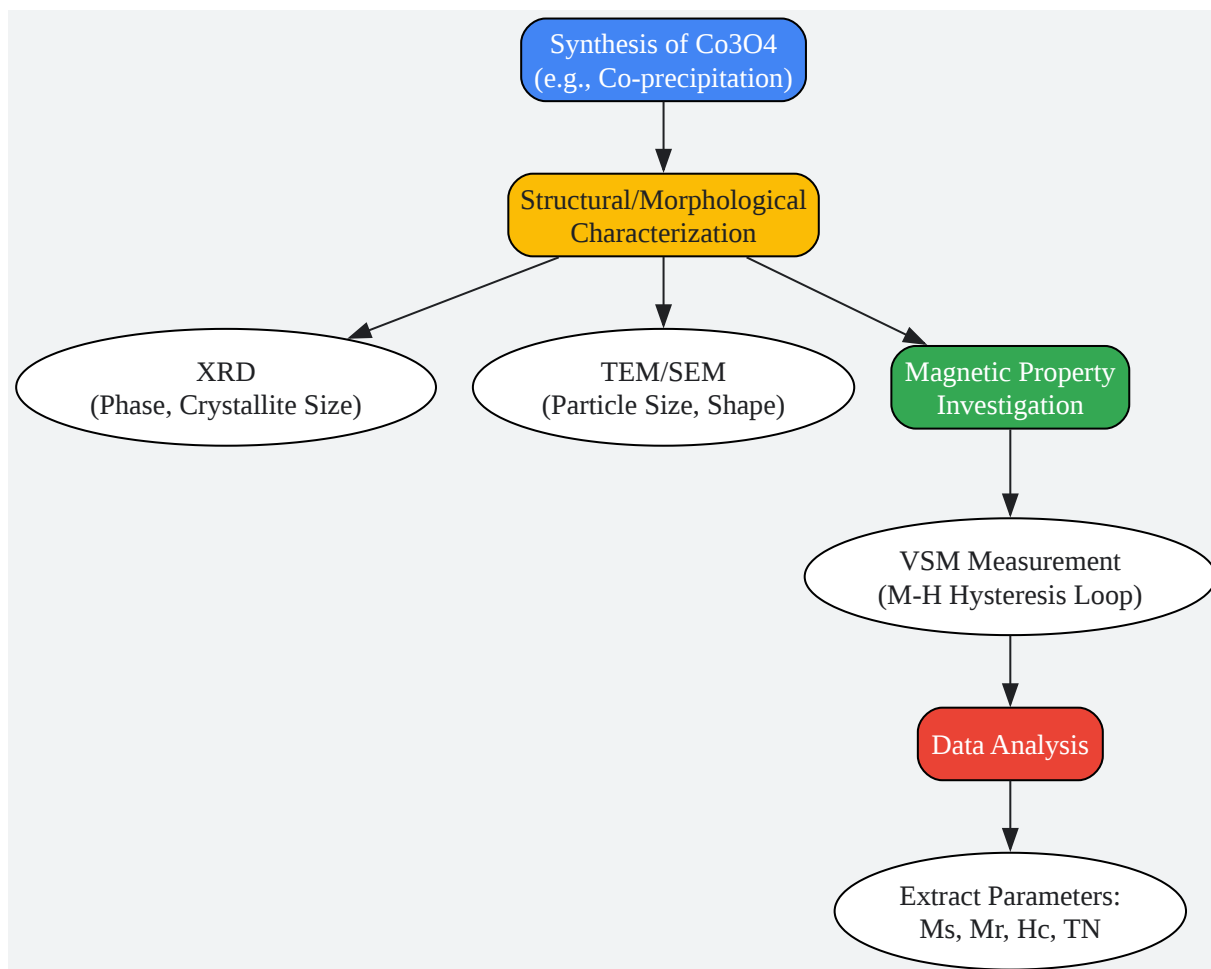 Synthesis of Co3O4
(e.g., Co-precipitation)
Structural/Morphological
Characterization
XRD
(Phase, Crystallite Size)
TEM/SEM
(Particle Size, Shape)
Magnetic Property
Investigation
VSM Measurement
(M-H Hysteresis Loop)
Data Analysis
Extract Parameters:
Ms, Mr, Hc, TN